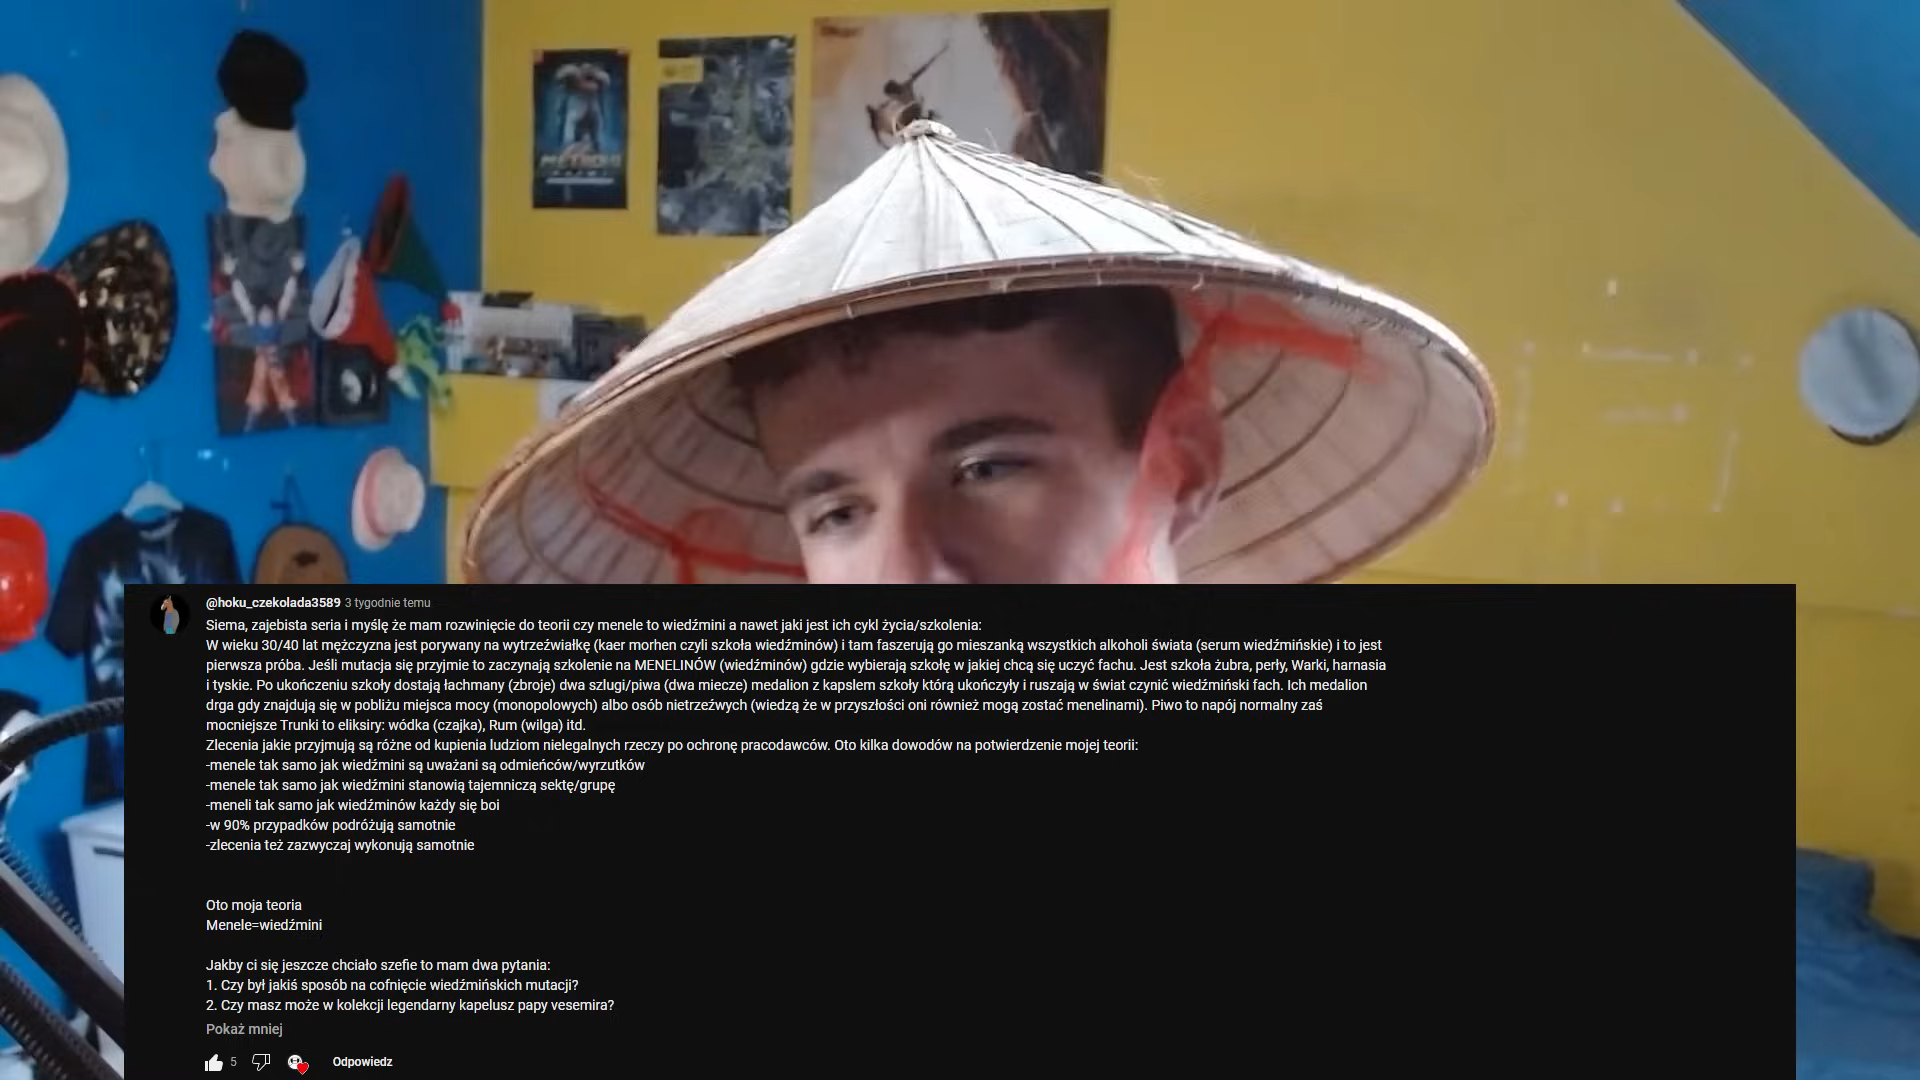 METROID
PRIME
@hoku_czekolada3589 3 tygodnie temu
Siema, zajebista seria i myślę że mam rozwinięcie do teorii czy menele to wiedźmini a nawet jaki jest ich cykl życia/szkolenia:
W wieku 30/40 lat mężczyzna jest porywany na wytrzeźwiałkę (kaer morhen czyli szkoła wiedźminów) i tam faszerują go mieszanką wszystkich alkoholi świata (serum wiedźmińskie) i to jest
pierwsza próba. Jeśli mutacja się przyjmie to zaczynają szkolenie na MENELINÓW (wiedźminów) gdzie wybierają szkołę w jakiej chcą się uczyć fachu. Jest szkoła żubra, perły, Warki, harnasia
i tyskie. Po ukończeniu szkoły dostają łachmany (zbroje) dwa szlugi/piwa (dwa miecze) medalion z kapslem szkoły którą ukończyły i ruszają w świat czynić wiedźmiński fach. Ich medalion
drga gdy znajdują się w pobliżu miejsca mocy (monopolowych) albo osób nietrzeźwych (wiedzą że w przyszłości oni również mogą zostać menelinami). Piwo to napój normalny zaś
mocniejsze Trunki to eliksiry: wódka (czajka), Rum (wilga) itd.
Zlecenia jakie przyjmują są różne od kupienia ludziom nielegalnych rzeczy po ochronę pracodawców. Oto kilka dowodów na potwierdzenie mojej teorii:
-menele tak samo jak wiedźmini są uważani są odmieńców/wyrzutków
-menele tak samo jak wiedźmini stanowią tajemniczą sektę/grupę
-meneli tak samo jak wiedźminów każdy się boi
-w 90% przypadków podróżują samotnie
-zlecenia też zazwyczaj wykonują samotnie
Oto moja teoria
Menele=wiedźmini
Jakby ci się jeszcze chciało szefie to mam dwa pytania:
1. Czy był jakiś sposób na cofnięcie wiedźmińskich mutacji?
2. Czy masz może w kolekcji legendarny kapelusz papy vesemira?
Pokaż mniej
5
Odpowiedz